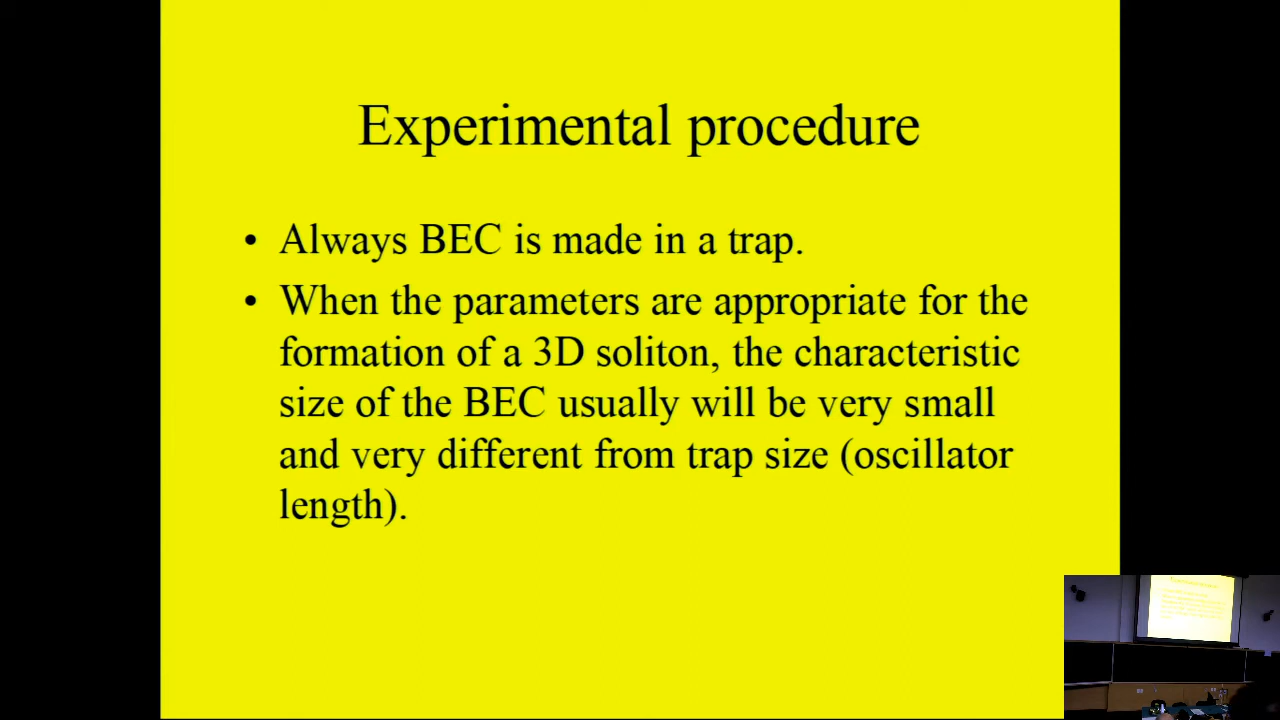 Experimental procedure
• Always BEC is made in a trap.
• When the parameters are appropriate for the
formation of a 3D soliton, the characteristic
size of the BEC usually will be very small
and very different from trap size (oscillator
length).